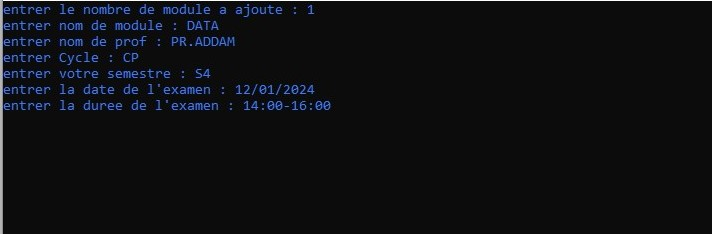 entrer le nombre de module a ajoute : 1
entrer nom de module : DATA
entrer nom de prof : PR.ADDAM
entrer Cycle : CP
entrer votre semestre : S4
entrer la date de l'examen : 12/01/2024
entrer la duree de l'examen : 14:00-16:00